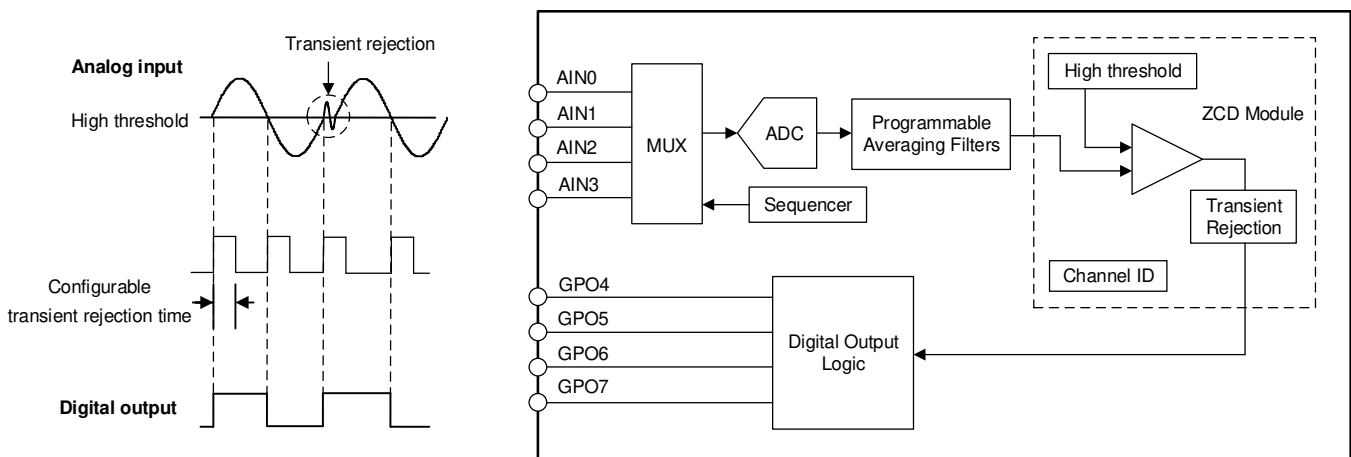 Transient rejection
Analog input
High threshold
Configurable
transient rejection time
Digital output
AIN0
AIN1
AIN2
AIN3
MUX
ADC
Programmable
Averaging Filters
Sequencer
High threshold
ZCD Module
Transient
Rejection
Channel ID
GPO4
GPO5
GPO6
GPO7
Digital Output
Logic